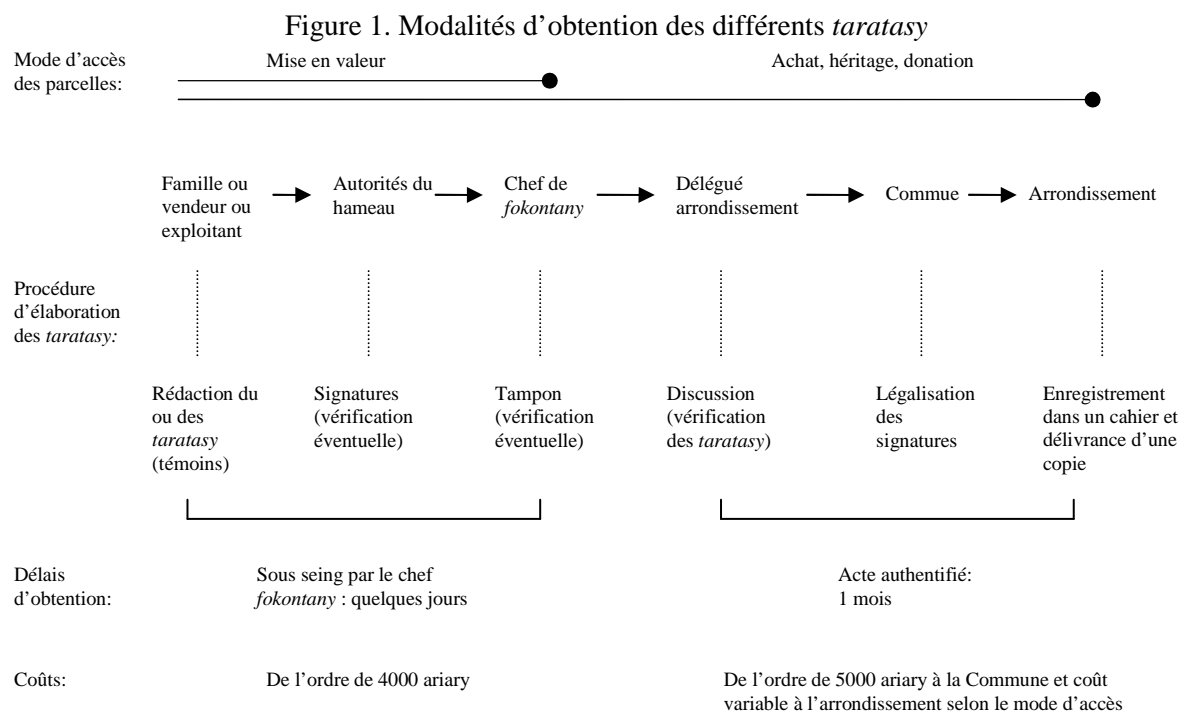 Figure 1. Modalités d’obtention des différents taratasy
Mode d’accès
des parcelles:
Mise en valeur
Achat, héritage, donation
Famille ou
vendeur ou
exploitant
Autorités du
hameau
Chef de
fokontany
Délégué
arrondissement
Commue
Arrondissement
Procédure
d’élaboration
des taratasy:
Rédaction du
ou des
taratasy
(témoins)
Signatures
(vérification
éventuelle)
Tampon
(vérification
éventuelle)
Discussion
(vérification
des taratasy)
Légalisation
des
signatures
Enregistrement
dans un cahier et
délivrance d’une
copie
Délais
d’obtention:
Sous seing par le chef
fokontany : quelques jours
Acte authentifié:
1 mois
Coûts:
De l’ordre de 4000 ariary
De l’ordre de 5000 ariary à la Commune et coût
variable à l’arrondissement selon le mode d’accès